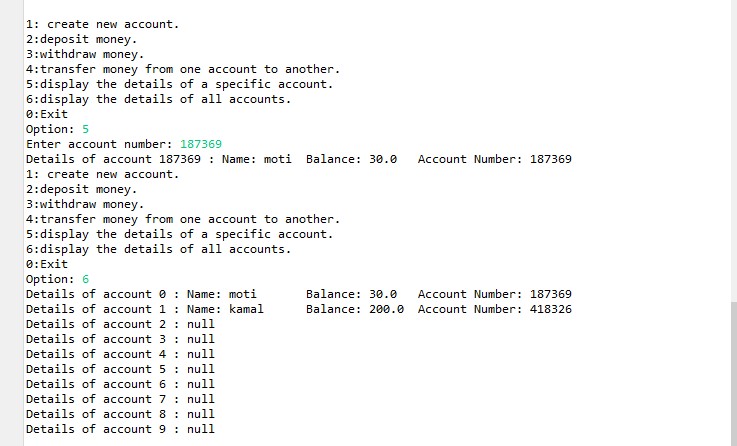 1: create new account.
2:deposit money.
3:withdraw money.
4:transfer money from one account to another.
5:display the details of a specific account.
6:display the details of all accounts.
0:Exit
Option: 5
Enter account number: 187369
Details of account 187369 : Name: moti  Balance: 30.0   Account Number: 187369
1: create new account.
2:deposit money.
3:withdraw money.
4:transfer money from one account to another.
5:display the details of a specific account.
6:display the details of all accounts.
0:Exit
Option: 6
Details of account 0 : Name: moti       Balance: 30.0   Account Number: 187369
Details of account 1 : Name: kamal      Balance: 200.0  Account Number: 418326
Details of account 2 : null
Details of account 3 : null
Details of account 4 : null
Details of account 5 : null
Details of account 6 : null
Details of account 7 : null
Details of account 8 : null
Details of account 9 : null